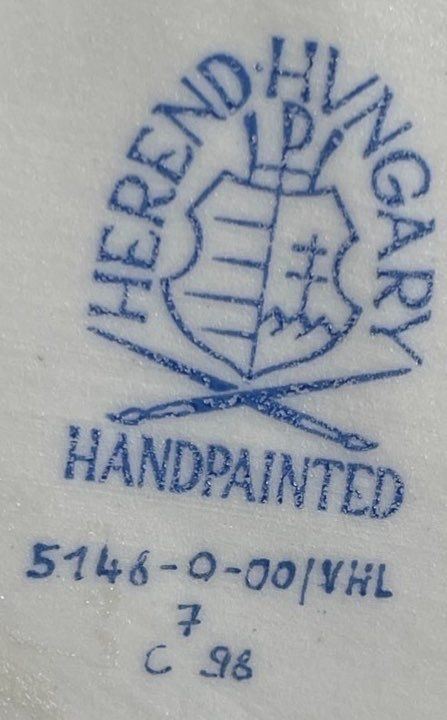 HEREND·HUNGARY
HANDPAINTED
5146-0-00/VHL
7
C 98